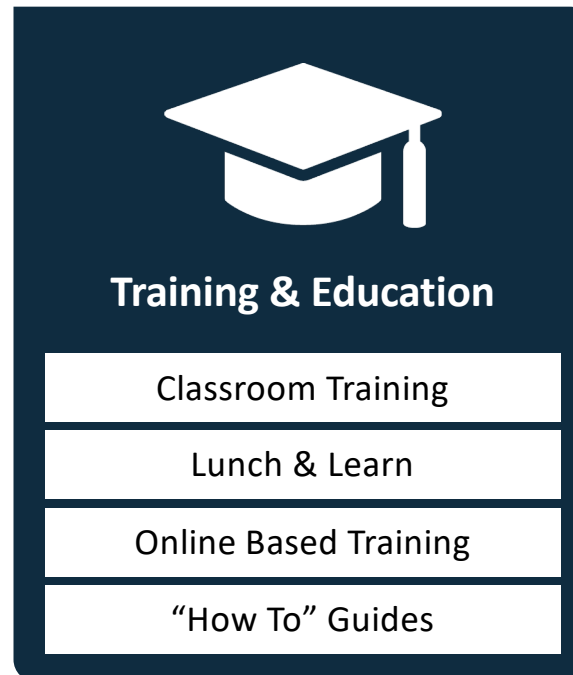 Training & Education
Classroom Training
Lunch & Learn
Online Based Training
“How To” Guides